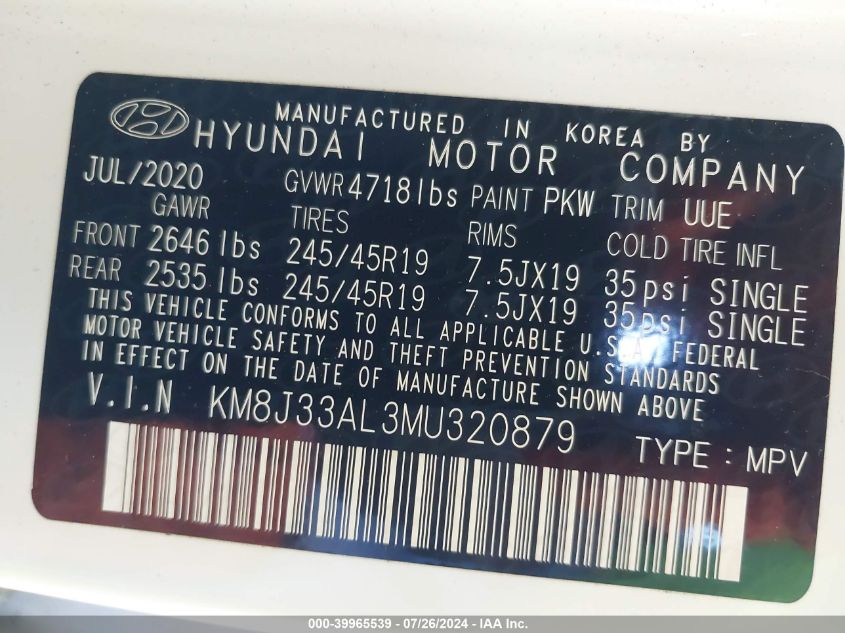 MANUFACTURED IN KOREA BY
HYUNDAI MOTOR COMPANY
JUL/2020 GVWR 4718lbs PAINT PKW TRIM UUE
GAWR TIRES RIMS COLD TIRE INFL
FRONT 2646 lbs 245/45R19 7.5JX19 35psi SINGLE
REAR 2535 lbs 245/45R19 7.5JX19 35psi SINGLE
THIS VEHICLE CONFORMS TO ALL APPLICABLE U.S.A. FEDERAL
MOTOR VEHICLE SAFETY AND THEFT PREVENTION STANDARDS
IN EFFECT ON THE DATE OF MANUFACTURE SHOWN ABOVE
V.I.N KM8J33AL3MU320879
TYPE : MPV
000-39965539 - 07/26/2024 - IAA Inc.